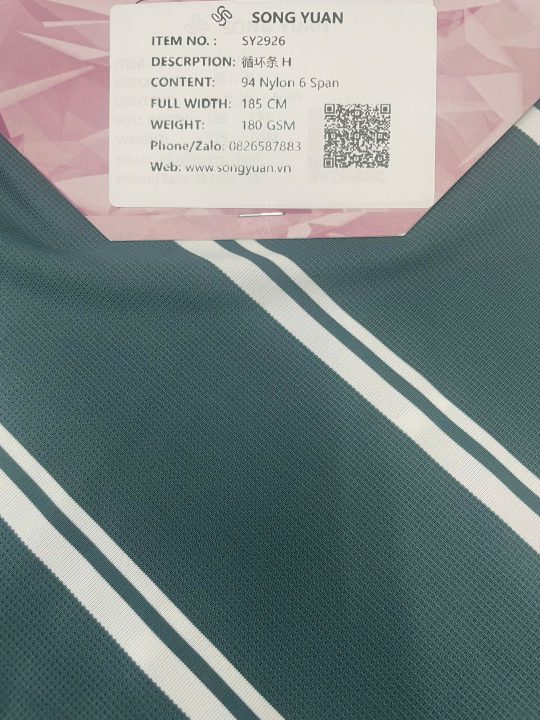 SONG YUAN
ITEM NO. : SY2926
DESCRPTION: 循环条 H
CONTENT: 94 Nylon 6 Span
FULL WIDTH: 185 CM
WEIGHT: 180 GSM
Phone/Zalo: 0826587883
Web: www.songyuan.vn